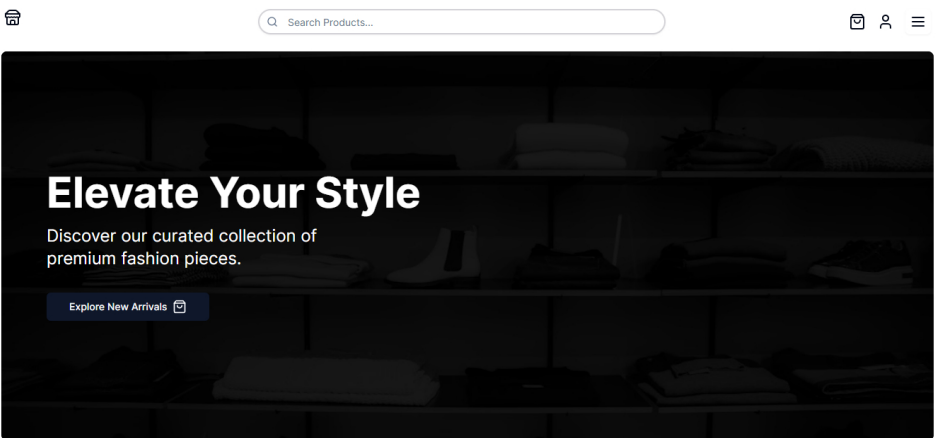 Search Products...
Elevate Your Style
Discover our curated collection of
premium fashion pieces.
Explore New Arrivals